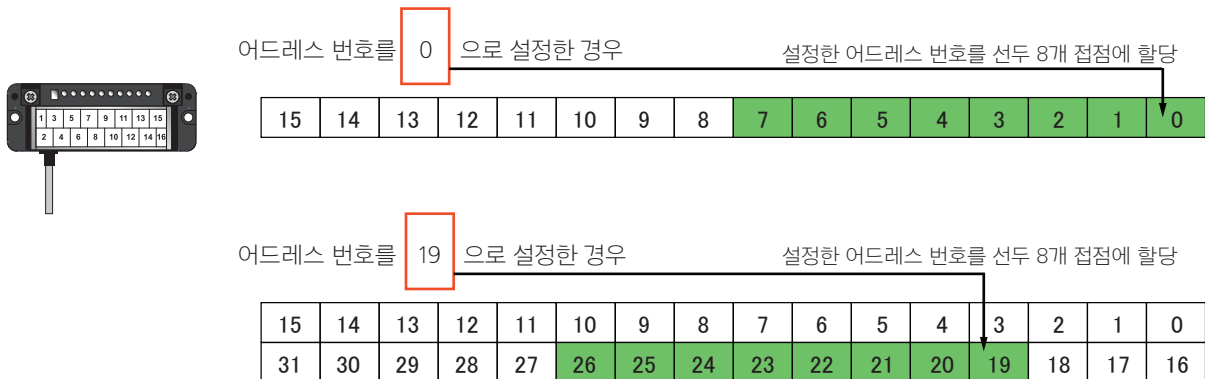 어드레스 번호를 0 으로 설정한 경우
설정한 어드레스 번호를 선두 8개 접점에 할당
1 3 5 7 9 11 13 15
2 4 6 8 10 12 14 16
15 14 13 12 11 10 9 8 7 6 5 4 3 2 1 0
어드레스 번호를 19 으로 설정한 경우
설정한 어드레스 번호를 선두 8개 접점에 할당
15 14 13 12 11 10 9 8 7 6 5 4 3 2 1 0
31 30 29 28 27 26 25 24 23 22 21 20 19 18 17 16